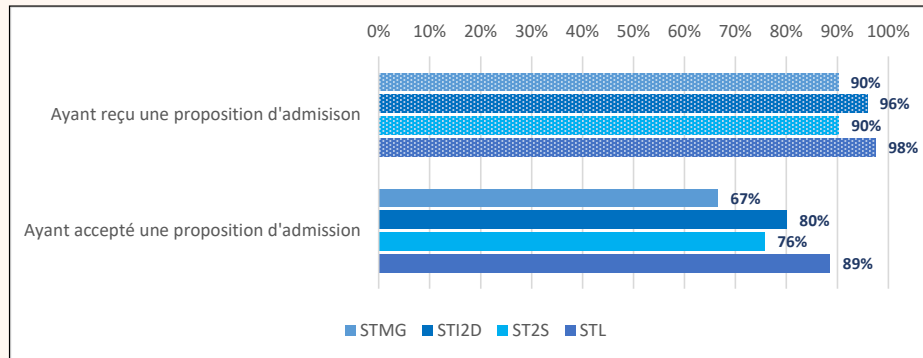 0% 10% 20% 30% 40% 50% 60% 70% 80% 90% 100%
90%
Ayant reçu une proposition d'admisison
96%
90%
98%
67%
Ayant accepté une proposition d'admission
80%
76%
89%
STMG STI2D ST2S STL